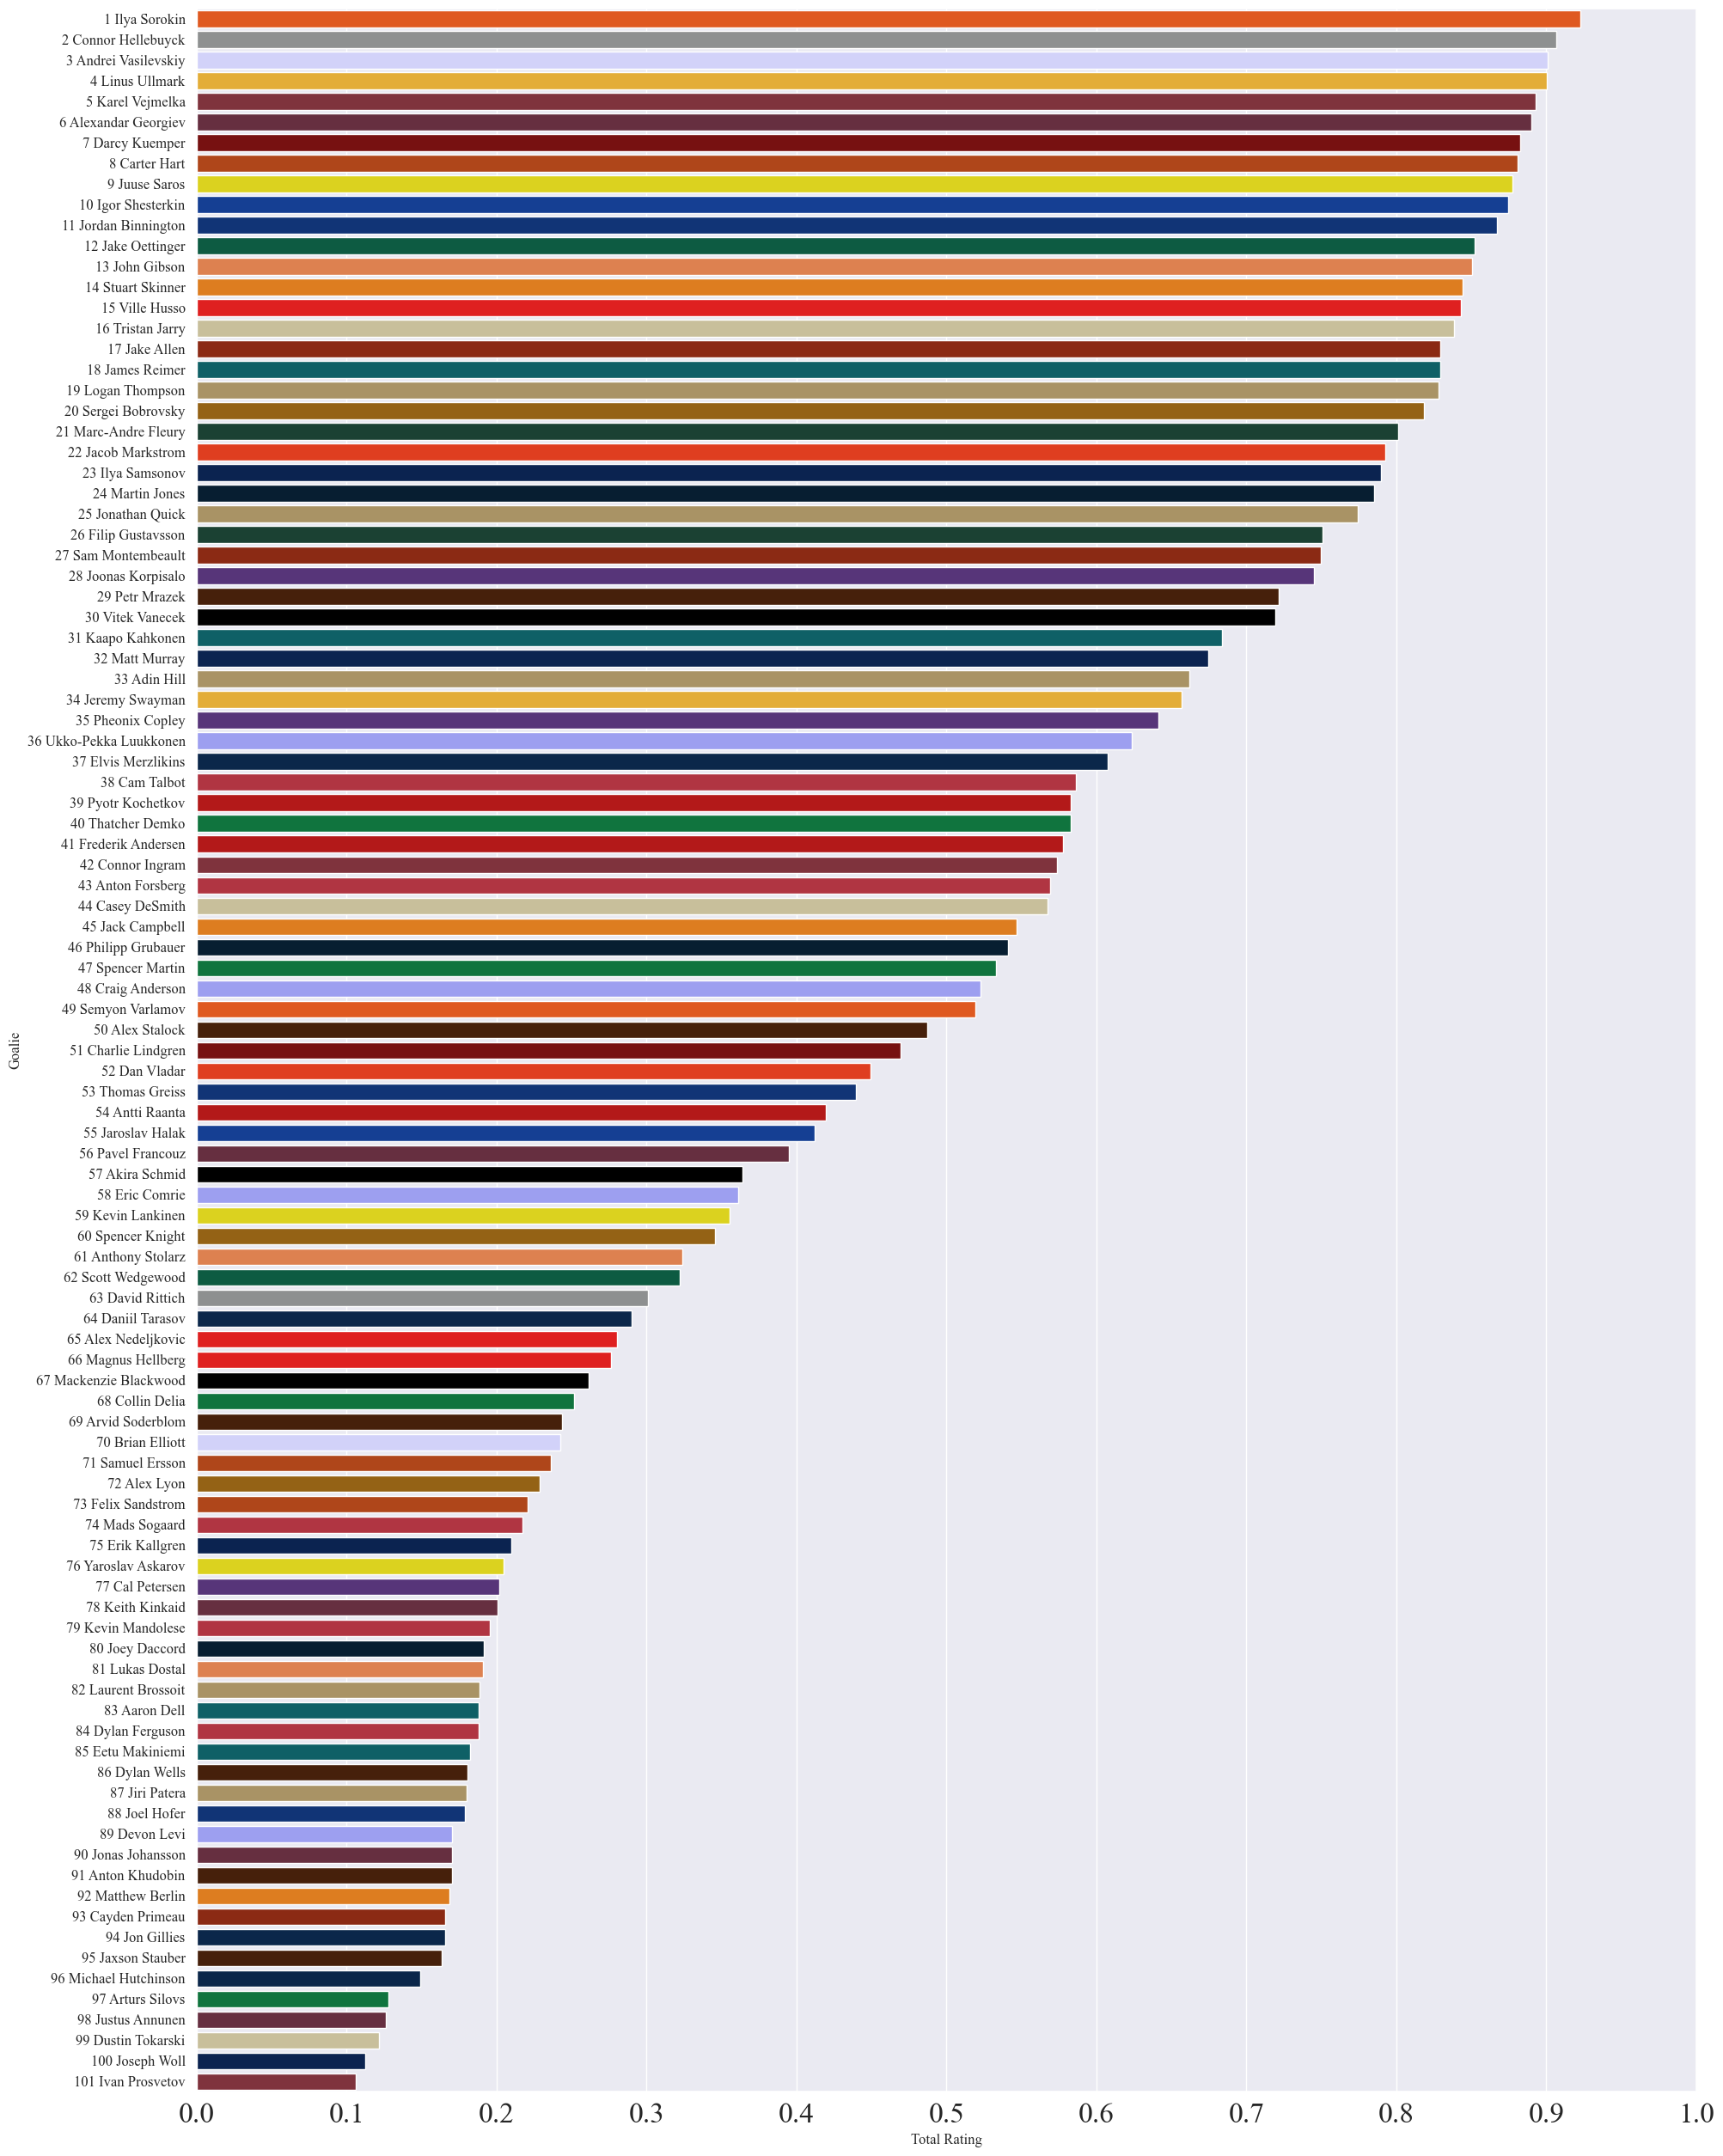 1 Ilya Sorokin
2 Connor Hellebuyck
3 Andrei Vasilevskiy
4 Linus Ullmark
5 Karel Vejmelka
6 Alexandar Georgiev
7 Darcy Kuemper
8 Carter Hart
9 Juuse Saros
10 Igor Shesterkin
11 Jordan Binnington
12 Jake Oettinger
13 John Gibson
14 Stuart Skinner
15 Ville Husso
16 Tristan Jarry
17 Jake Allen
18 James Reimer
19 Logan Thompson
20 Sergei Bobrovsky
21 Marc-Andre Fleury
22 Jacob Markstrom
23 Ilya Samsonov
24 Martin Jones
25 Jonathan Quick
26 Filip Gustavsson
27 Sam Montembeault
28 Joonas Korpisalo
29 Petr Mrazek
30 Vitek Vanecek
31 Kaapo Kahkonen
32 Matt Murray
33 Adin Hill
34 Jeremy Swayman
35 Pheonix Copley
36 Ukko-Pekka Luukkonen
37 Elvis Merzlikins
38 Cam Talbot
39 Pyotr Kochetkov
40 Thatcher Demko
41 Frederik Andersen
42 Connor Ingram
43 Anton Forsberg
44 Casey DeSmith
45 Jack Campbell
46 Philipp Grubauer
47 Spencer Martin
48 Craig Anderson
49 Semyon Varlamov
50 Alex Stalock
51 Charlie Lindgren
52 Dan Vladar
53 Thomas Greiss
54 Antti Raanta
55 Jaroslav Halak
56 Pavel Francouz
57 Akira Schmid
58 Eric Comrie
59 Kevin Lankinen
60 Spencer Knight
61 Anthony Stolarz
62 Scott Wedgewood
63 David Rittich
64 Daniil Tarasov
65 Alex Nedeljkovic
66 Magnus Hellberg
67 Mackenzie Blackwood
68 Collin Delia
69 Arvid Soderblom
70 Brian Elliott
71 Samuel Ersson
72 Alex Lyon
73 Felix Sandstrom
74 Mads Sogaard
75 Erik Kallgren
76 Yaroslav Askarov
77 Cal Petersen
78 Keith Kinkaid
79 Kevin Mandolese
80 Joey Daccord
81 Lukas Dostal
82 Laurent Brossoit
83 Aaron Dell
84 Dylan Ferguson
85 Eetu Makiniemi
86 Dylan Wells
87 Jiri Patera
88 Joel Hofer
89 Devon Levi
90 Jonas Johansson
91 Anton Khudobin
92 Matthew Berlin
93 Cayden Primeau
94 Jon Gillies
95 Jaxson Stauber
96 Michael Hutchinson
97 Arturs Silovs
98 Justus Annunen
99 Dustin Tokarski
100 Joseph Woll
101 Ivan Prosvetov
Goalie
0.0 0.1 0.2 0.3 0.4 0.5 0.6 0.7 0.8 0.9 1.0
Total Rating